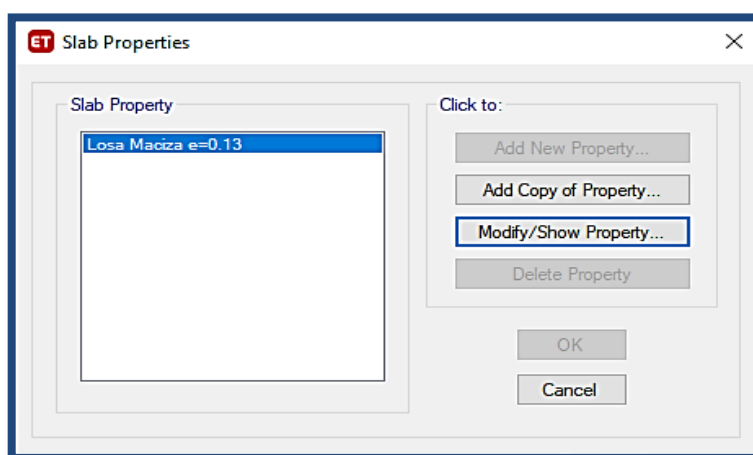 ET Slab Properties
Slab Property
Losa Maciza e=0.13
Click to:
Add New Property...
Add Copy of Property...
Modify/Show Property...
Delete Property
OK
Cancel